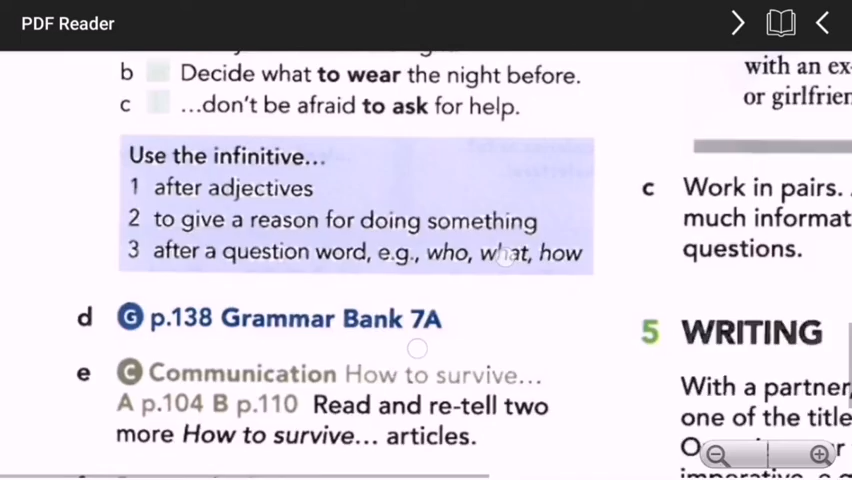 PDF Reader
b Decide what to wear the night before.
c ...don't be afraid to ask for help.
Use the infinitive...
1 after adjectives
2 to give a reason for doing something
3 after a question word, e.g., who, what, how
d G p.138 Grammar Bank 7A
e C Communication How to survive...
A p.104 B p.110 Read and re-tell two
more How to survive... articles.
with an ex-
or girlfrien
c Work in pairs.
much informat
questions.
5 WRITING
With a partner,
one of the title